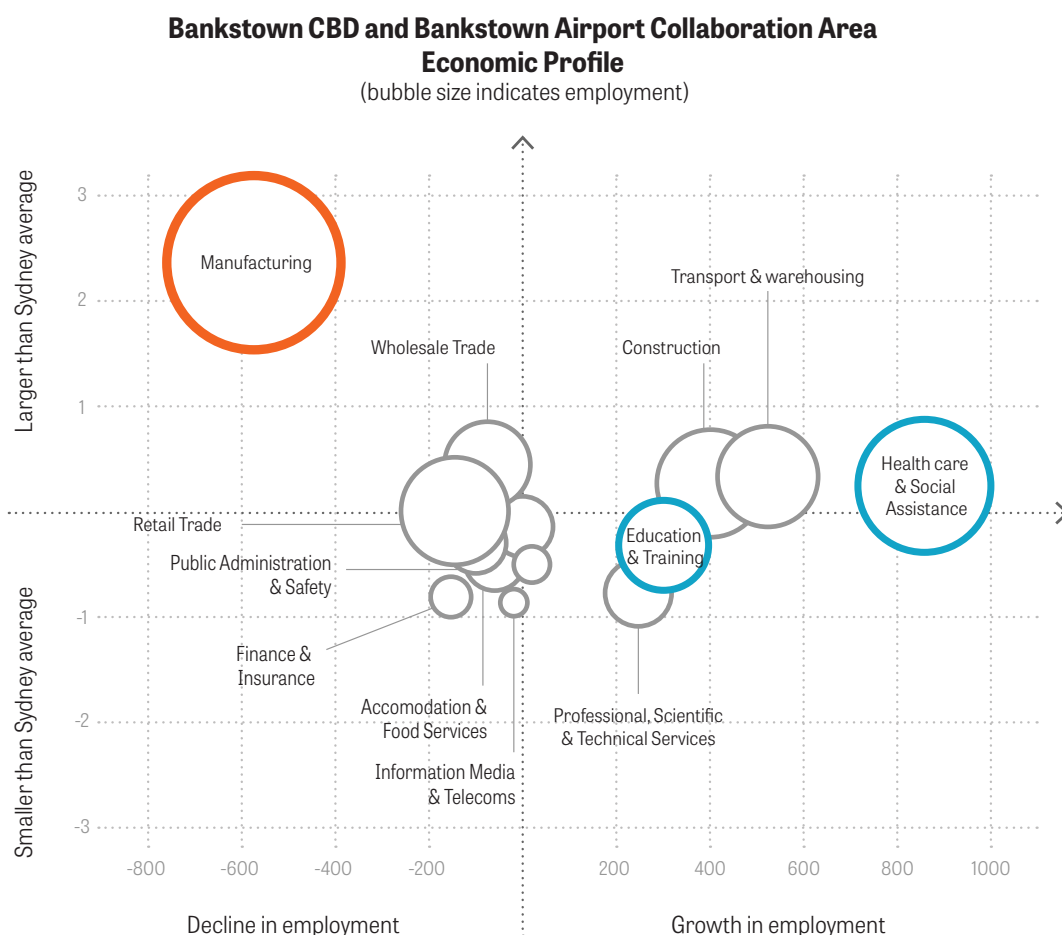 Bankstown CBD and Bankstown Airport Collaboration Area
Economic Profile
(bubble size indicates employment)
Larger than Sydney average
Smaller than Sydney average
3
2
1
-1
-2
-3
Manufacturing
Transport & warehousing
Wholesale Trade
Construction
Health care
& Social
Assistance
Retail Trade
Education
& Training
Public Administration
& Safety
Finance &
Insurance
Accomodation &
Food Services
Professional, Scientific
& Technical Services
Information Media
& Telecoms
-800
-600
-400
-200
200
400
600
800
1000
Decline in employment
Growth in employment